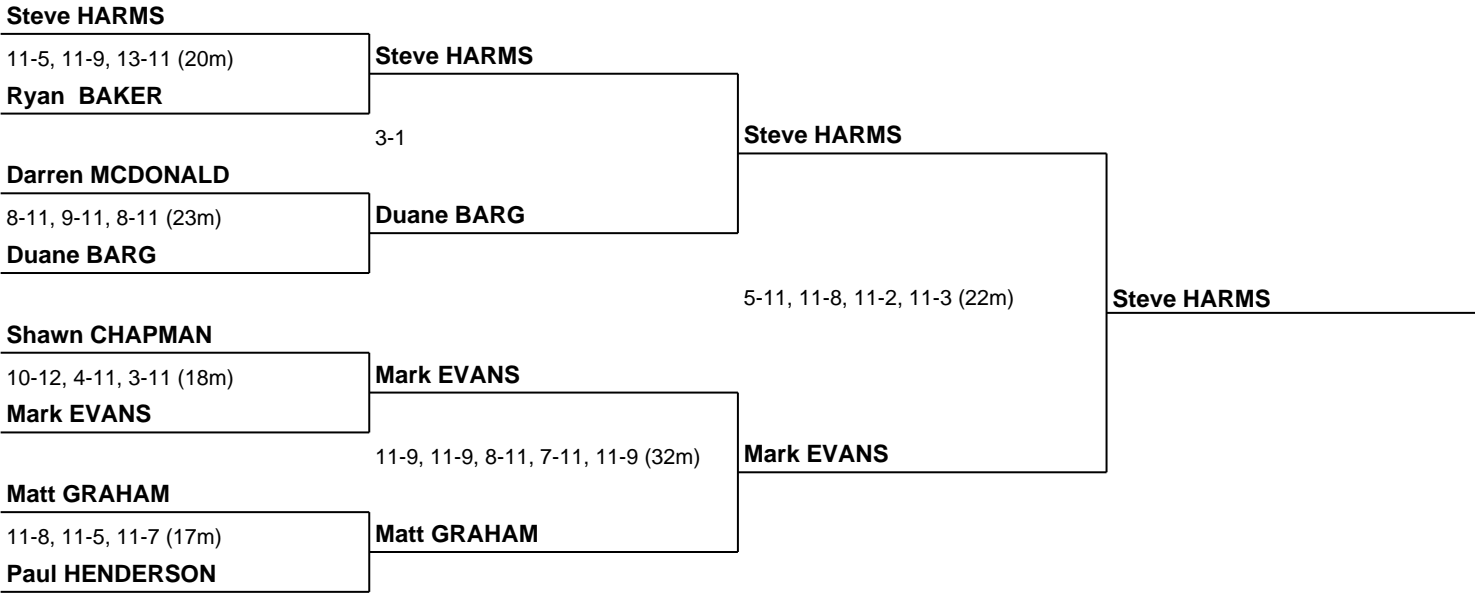 Steve HARMS
11-5, 11-9, 13-11 (20m)
Ryan  BAKER
Darren MCDONALD
8-11, 9-11, 8-11 (23m)
Duane BARG
Shawn CHAPMAN
10-12, 4-11, 3-11 (18m)
Mark EVANS
Matt GRAHAM
11-8, 11-5, 11-7 (17m)
Paul HENDERSON
Steve HARMS
3-1
Duane BARG
Mark EVANS
11-9, 11-9, 8-11, 7-11, 11-9 (32m)
Matt GRAHAM
Steve HARMS
5-11, 11-8, 11-2, 11-3 (22m)
Mark EVANS
Steve HARMS